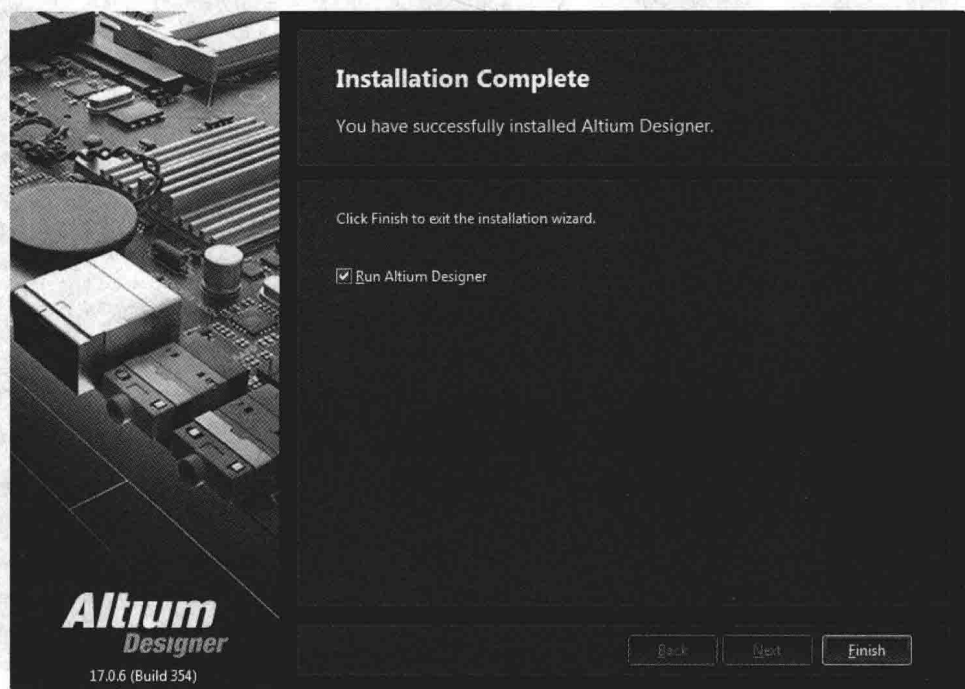 Installation Complete
You have successfully installed Altium Designer.
Click Finish to exit the installation wizard.
Run Altium Designer
Altium
Designer
17.0.6 (Build 354)
Back
Next
Finish